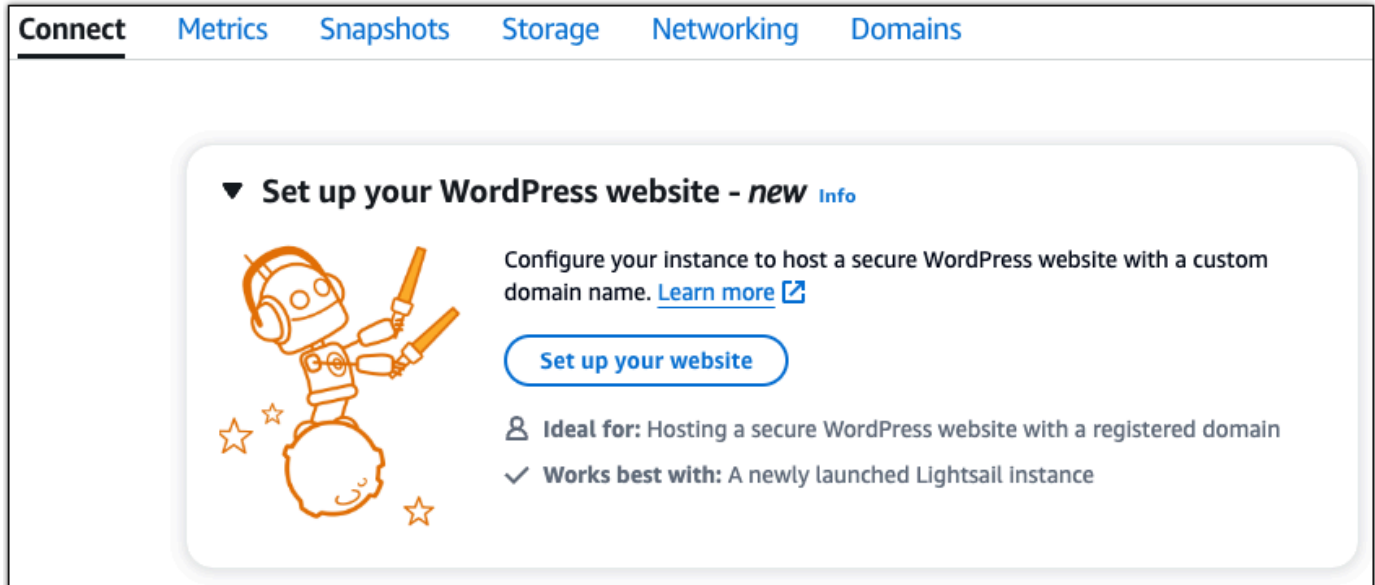 Connect Metrics Snapshots Storage Networking Domains
Set up your WordPress website - new Info
Configure your instance to host a secure WordPress website with a custom
domain name. Learn more
Set up your website
Ideal for: Hosting a secure WordPress website with a registered domain
Works best with: A newly launched Lightsail instance